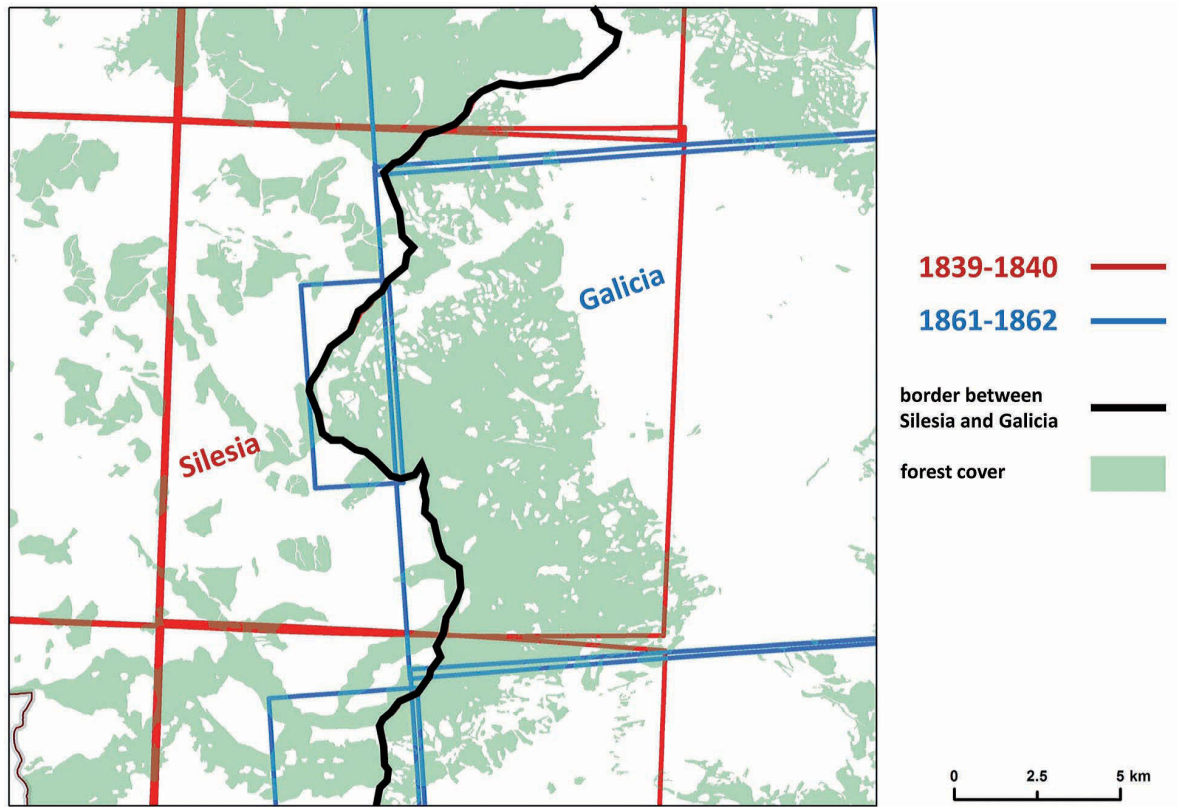 Galicia
Silesia
1839-1840
1861-1862
border between
Silesia and Galicia
forest cover
0 2.5 5 km